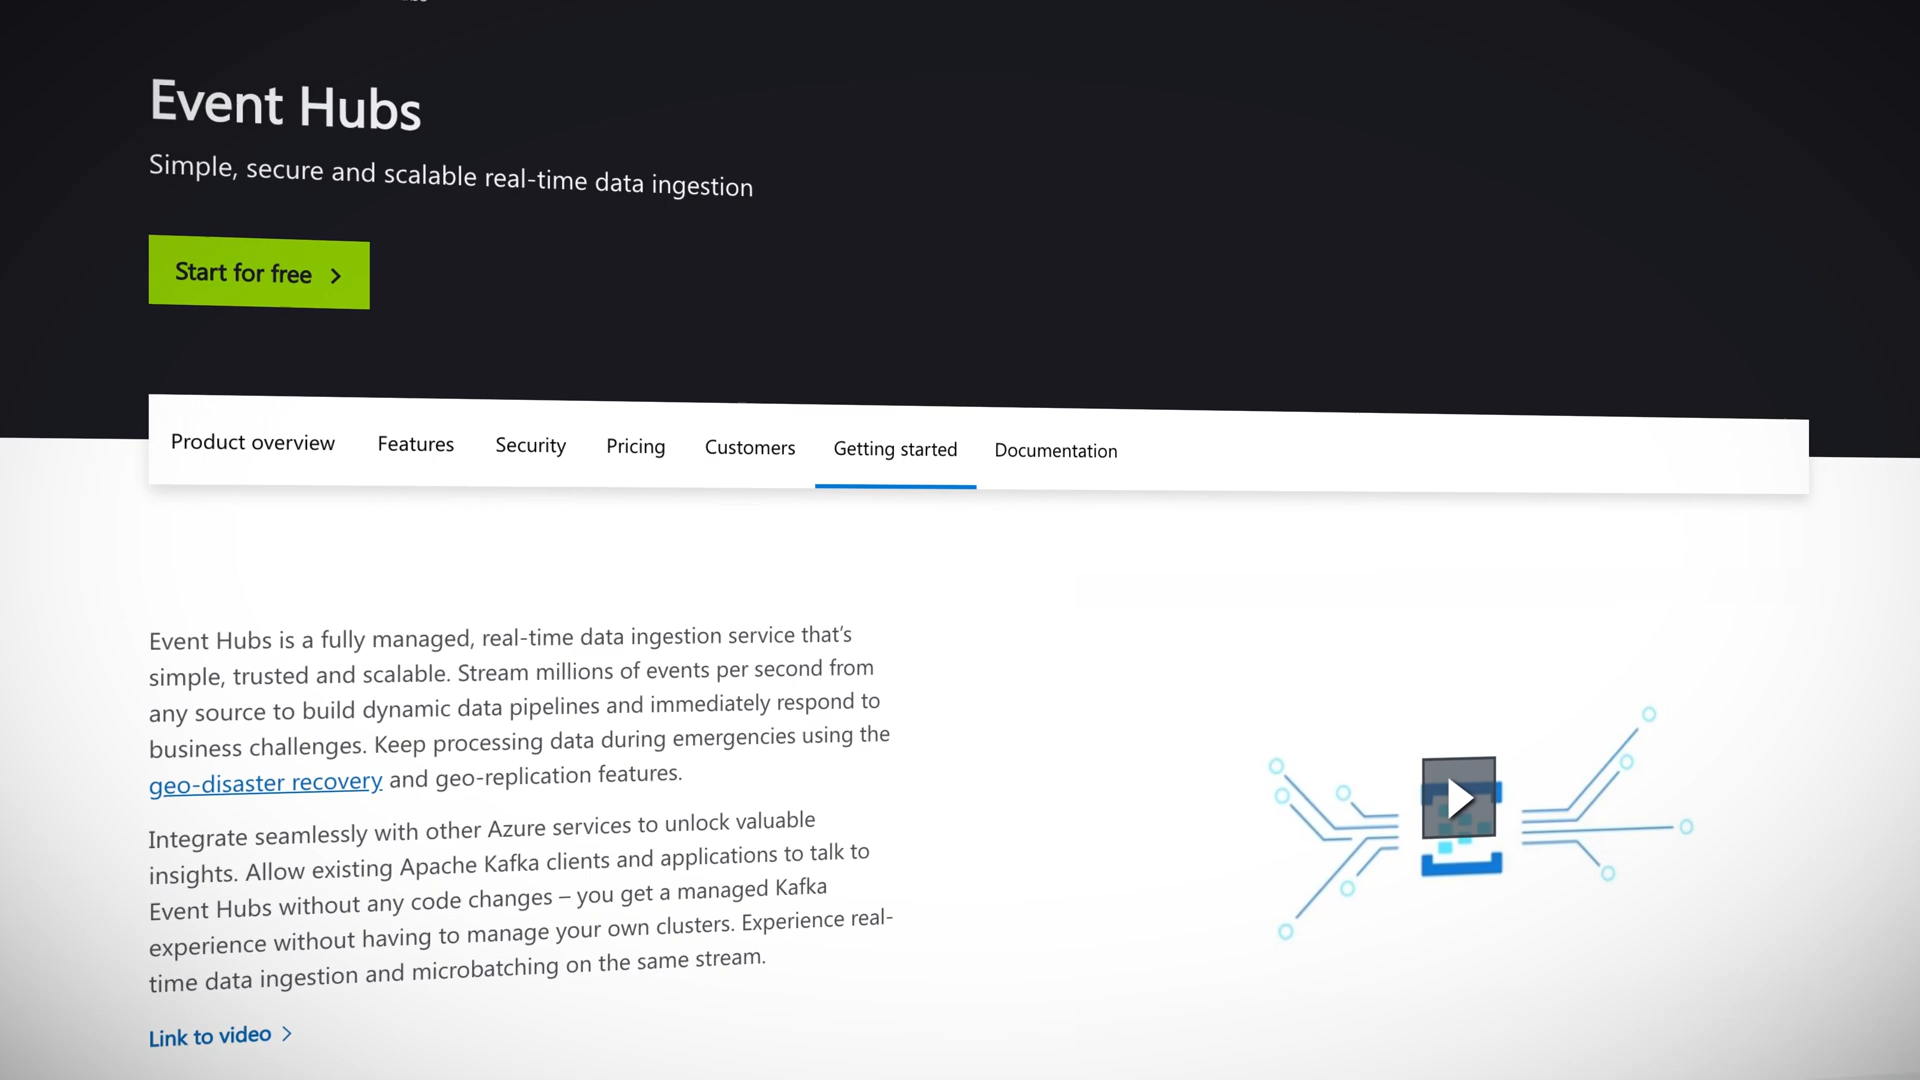 Event Hubs
Simple, secure and scalable real-time data ingestion
Start for free
Product overview Features Security Pricing Customers Getting started Documentation
Event Hubs is a fully managed, real-time data ingestion service that's
simple, trusted and scalable. Stream millions of events per second from
any source to build dynamic data pipelines and immediately respond to
business challenges. Keep processing data during emergencies using the
geo-disaster recovery and geo-replication features.
Integrate seamlessly with other Azure services to unlock valuable
insights. Allow existing Apache Kafka clients and applications to talk to
Event Hubs without any code changes – you get a managed Kafka
experience without having to manage your own clusters. Experience real-
time data ingestion and microbatching on the same stream.
Link to video